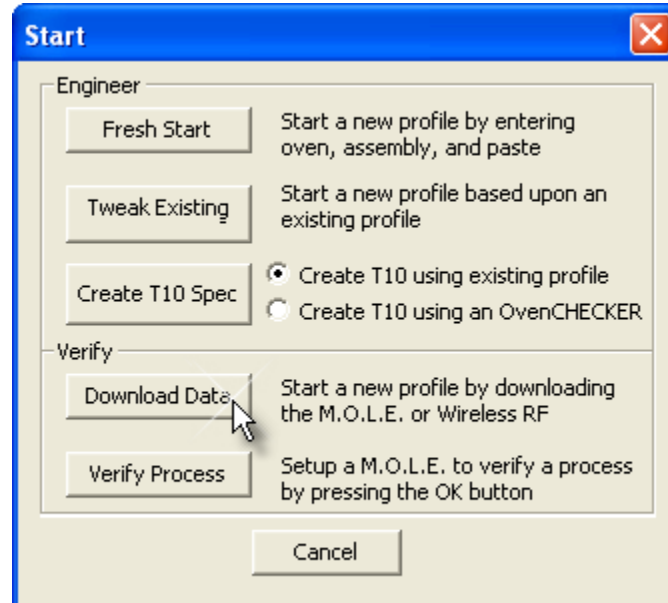 Start
Engineer
Fresh Start
Start a new profile by entering
oven, assembly, and paste
Tweak Existing
Start a new profile based upon an
existing profile
Create T10 Spec
Create T10 using existing profile
Create T10 using an OvenCHECKER
Verify
Download Data
Start a new profile by downloading
the M.O.L.E. or Wireless RF
Verify Process
Setup a M.O.L.E. to verify a process
by pressing the OK button
Cancel